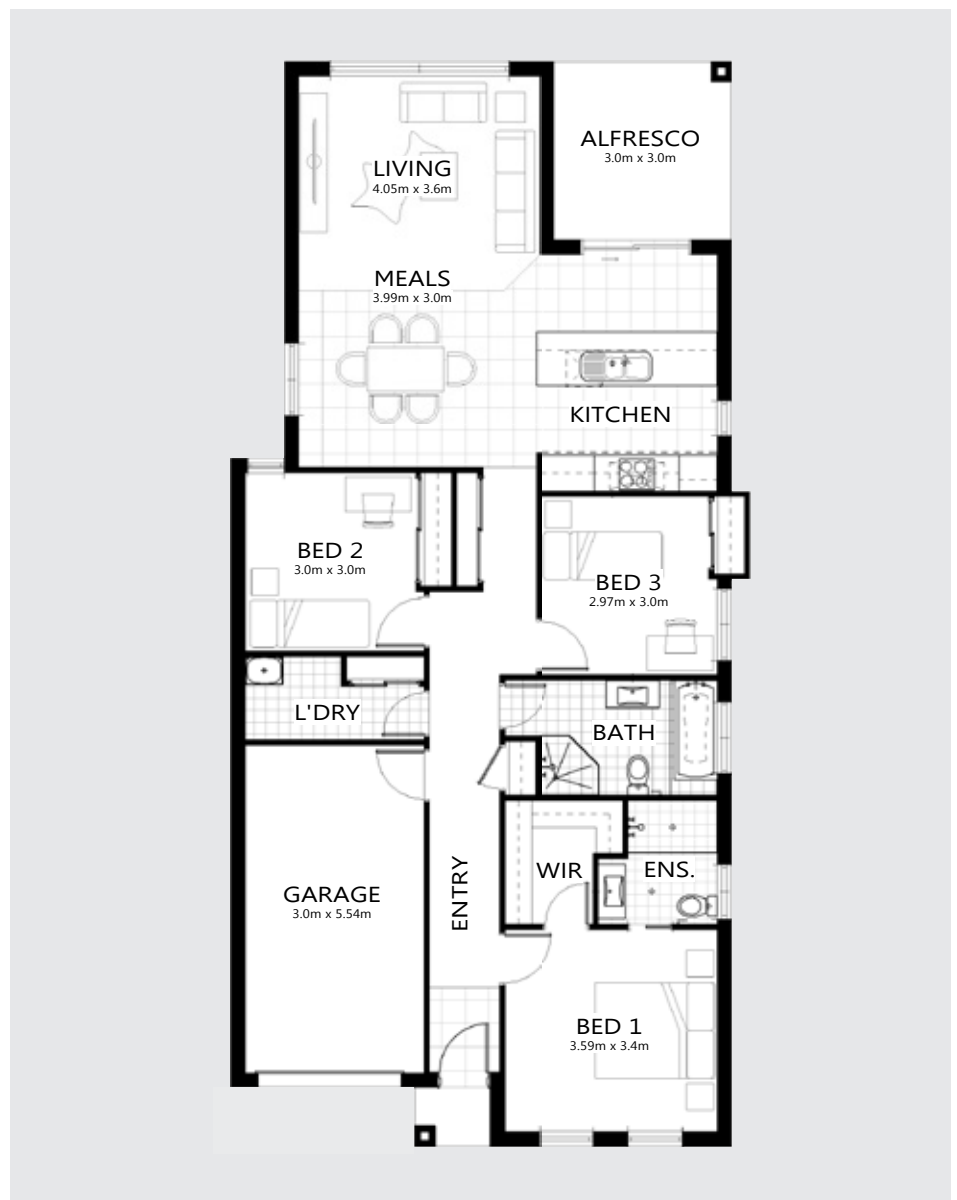 ALFRESCO
3.0m x 3.0m
LIVING
4.05m x 3.6m
MEALS
3.99m x 3.0m
KITCHEN
BED 2
3.0m x 3.0m
BED 3
2.97m x 3.0m
L'DRY
BATH
WIR
ENS.
GARAGE
3.0m x 5.54m
ENTRY
BED 1
3.59m x 3.4m